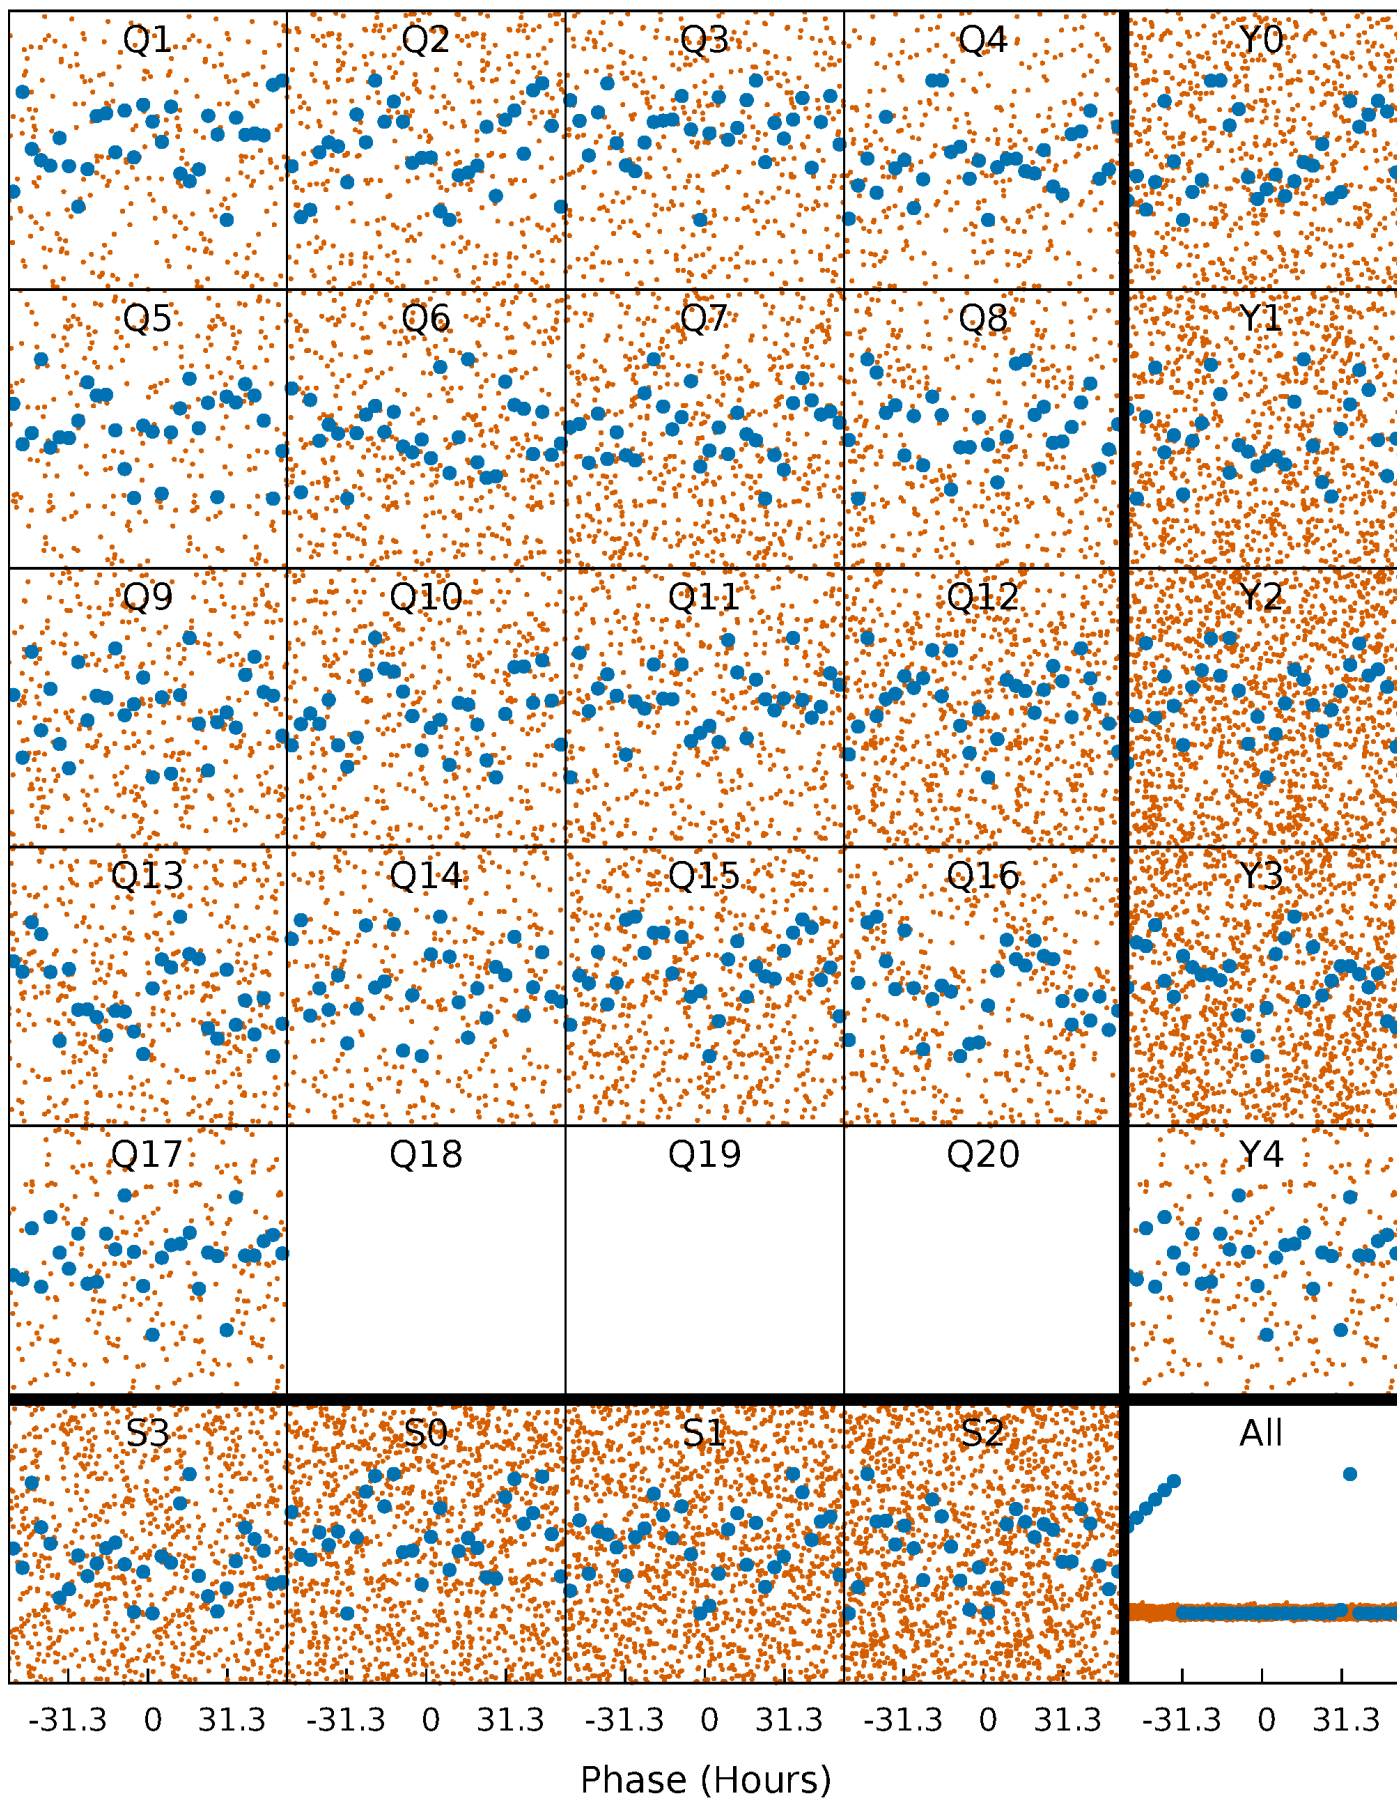 Q1 Q2 Q3 Q4 Y0
Q5 Q6 Q7 Q8 Y1
Q9 Q10 Q11 Q12 Y2
Q13 Q14 Q15 Q16 Y3
Q17 Q18 Q19 Q20 Y4
S3 S0 S1 S2 All
-31.3 0 31.3 -31.3 0 31.3 -31.3 0 31.3 -31.3 0 31.3 -31.3 0 31.3
Phase (Hours)